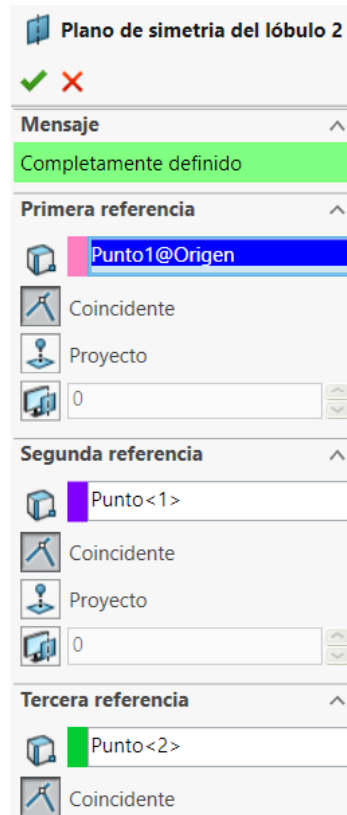 Plano de simetria del lóbulo 2
Mensaje
Completamente definido
Primera referencia
Punto1@Origen
Coincidente
Proyecto
0
Segunda referencia
Punto<1>
Coincidente
Proyecto
0
Tercera referencia
Punto<2>
Coincidente